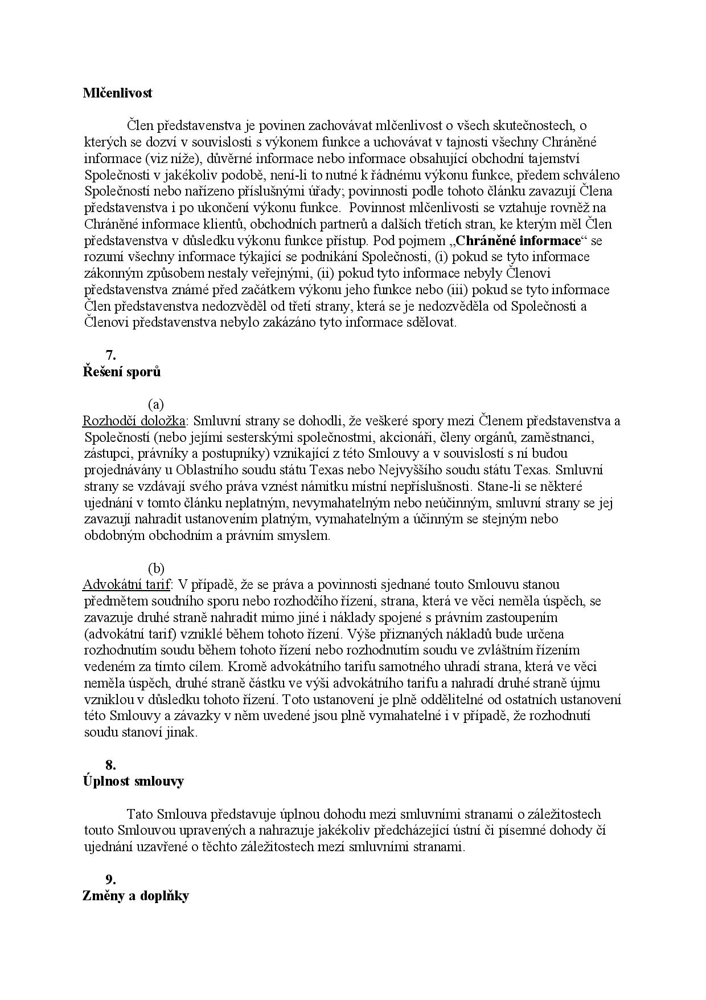 Mlčenlivost
Člen představenstva je povinen zachovávat mlčenlivost o všech skutečnostech, o
kterých se dozví v souvislosti s výkonem funkce a uchovávat v tajnosti všechny Chráněné
informace (viz níže), důvěrné informace nebo informace obsahující obchodní tajemství
Společnosti v jakékoliv podobě, není-li to nutné k řádnému výkonu funkce, předem schváleno
Společností nebo nařízeno příslušnými úřady; povinnosti podle tohoto článku zavazují Člena
představenstva i po ukončení výkonu funkce.  Povinnost mlčenlivosti se vztahuje rovněž na
Chráněné informace klientů, obchodních partnerů a dalších třetích stran, ke kterým měl Člen
představenstva v důsledku výkonu funkce přístup. Pod pojmem „Chráněné informace“ se
rozumí všechny informace týkající se podnikání Společnosti, (i) pokud se tyto informace
zákonným způsobem nestaly veřejnými, (ii) pokud tyto informace nebyly Členovi
představenstva známé před začátkem výkonu jeho funkce nebo (iii) pokud se tyto informace
Člen představenstva nedozvěděl od třetí strany, která se je nedozvěděla od Společnosti a
Členovi představenstva nebylo zakázáno tyto informace sdělovat.
7.
Řešení sporů
(a)
Rozhodčí doložka: Smluvní strany se dohodli, že veškeré spory mezi Členem představenstva a
Společností (nebo jejími sesterskými společnostmi, akcionáři, členy orgánů, zaměstnanci,
zástupci, právníky a postupníky) vznikající z této Smlouvy a v souvislostí s ní budou
projednávány u Oblastního soudu státu Texas nebo Nejvyššího soudu státu Texas. Smluvní
strany se vzdávají svého práva vznést námitku místní nepříslušnosti. Stane-li se některé
ujednání v tomto článku neplatným, nevymahatelným nebo neúčinným, smluvní strany se jej
zavazují nahradit ustanovením platným, vymahatelným a účinným se stejným nebo
obdobným obchodním a právním smyslem.
(b)
Advokátní tarif: V případě, že se práva a povinnosti sjednané touto Smlouvu stanou
předmětem soudního sporu nebo rozhodčího řízení, strana, která ve věci neměla úspěch, se
zavazuje druhé straně nahradit mimo jiné i náklady spojené s právním zastoupením
(advokátní tarif) vzniklé během tohoto řízení. Výše přiznaných nákladů bude určena
rozhodnutím soudu během tohoto řízení nebo rozhodnutím soudu ve zvláštním řízením
vedeném za tímto cílem. Kromě advokátního tarifu samotného uhradí strana, která ve věci
neměla úspěch, druhé straně částku ve výši advokátního tarifu a nahradí druhé straně újmu
vzniklou v důsledku tohoto řízení. Toto ustanovení je plně oddělitelné od ostatních ustanovení
této Smlouvy a závazky v něm uvedené jsou plně vymahatelné i v případě, že rozhodnutí
soudu stanoví jinak.
8.
Úplnost smlouvy
Tato Smlouva představuje úplnou dohodu mezi smluvními stranami o záležitostech
touto Smlouvou upravených a nahrazuje jakékoliv předcházející ústní či písemné dohody čí
ujednání uzavřené o těchto záležitostech mezí smluvními stranami.
9.
Změny a doplňky